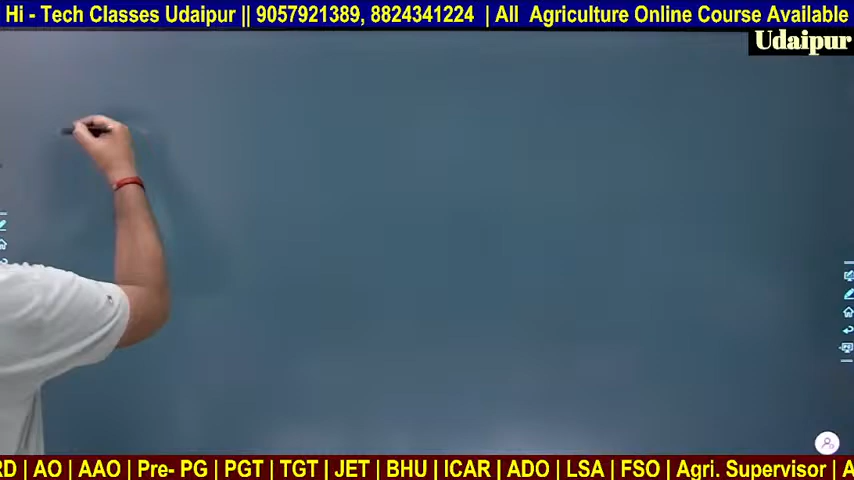 Hi - Tech Classes Udaipur || 9057921389, 8824341224 | All Agriculture Online Course Available
Udaipur
RD | AO | AAO | Pre- PG | PGT | TGT | JET | BHU | ICAR | ADO | LSA | FSO | Agri. Supervisor | A